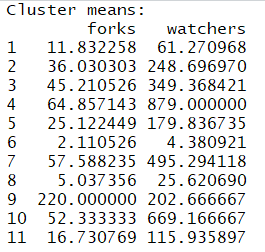 Cluster means:
forks watchers
1 11.832258 61.270968
2 36.030303 248.696970
3 45.210526 349.368421
4 64.857143 879.000000
5 25.122449 179.836735
6 2.110526 4.380921
7 57.588235 495.294118
8 5.037356 25.620690
9 220.000000 202.666667
10 52.333333 669.166667
11 16.730769 115.935897